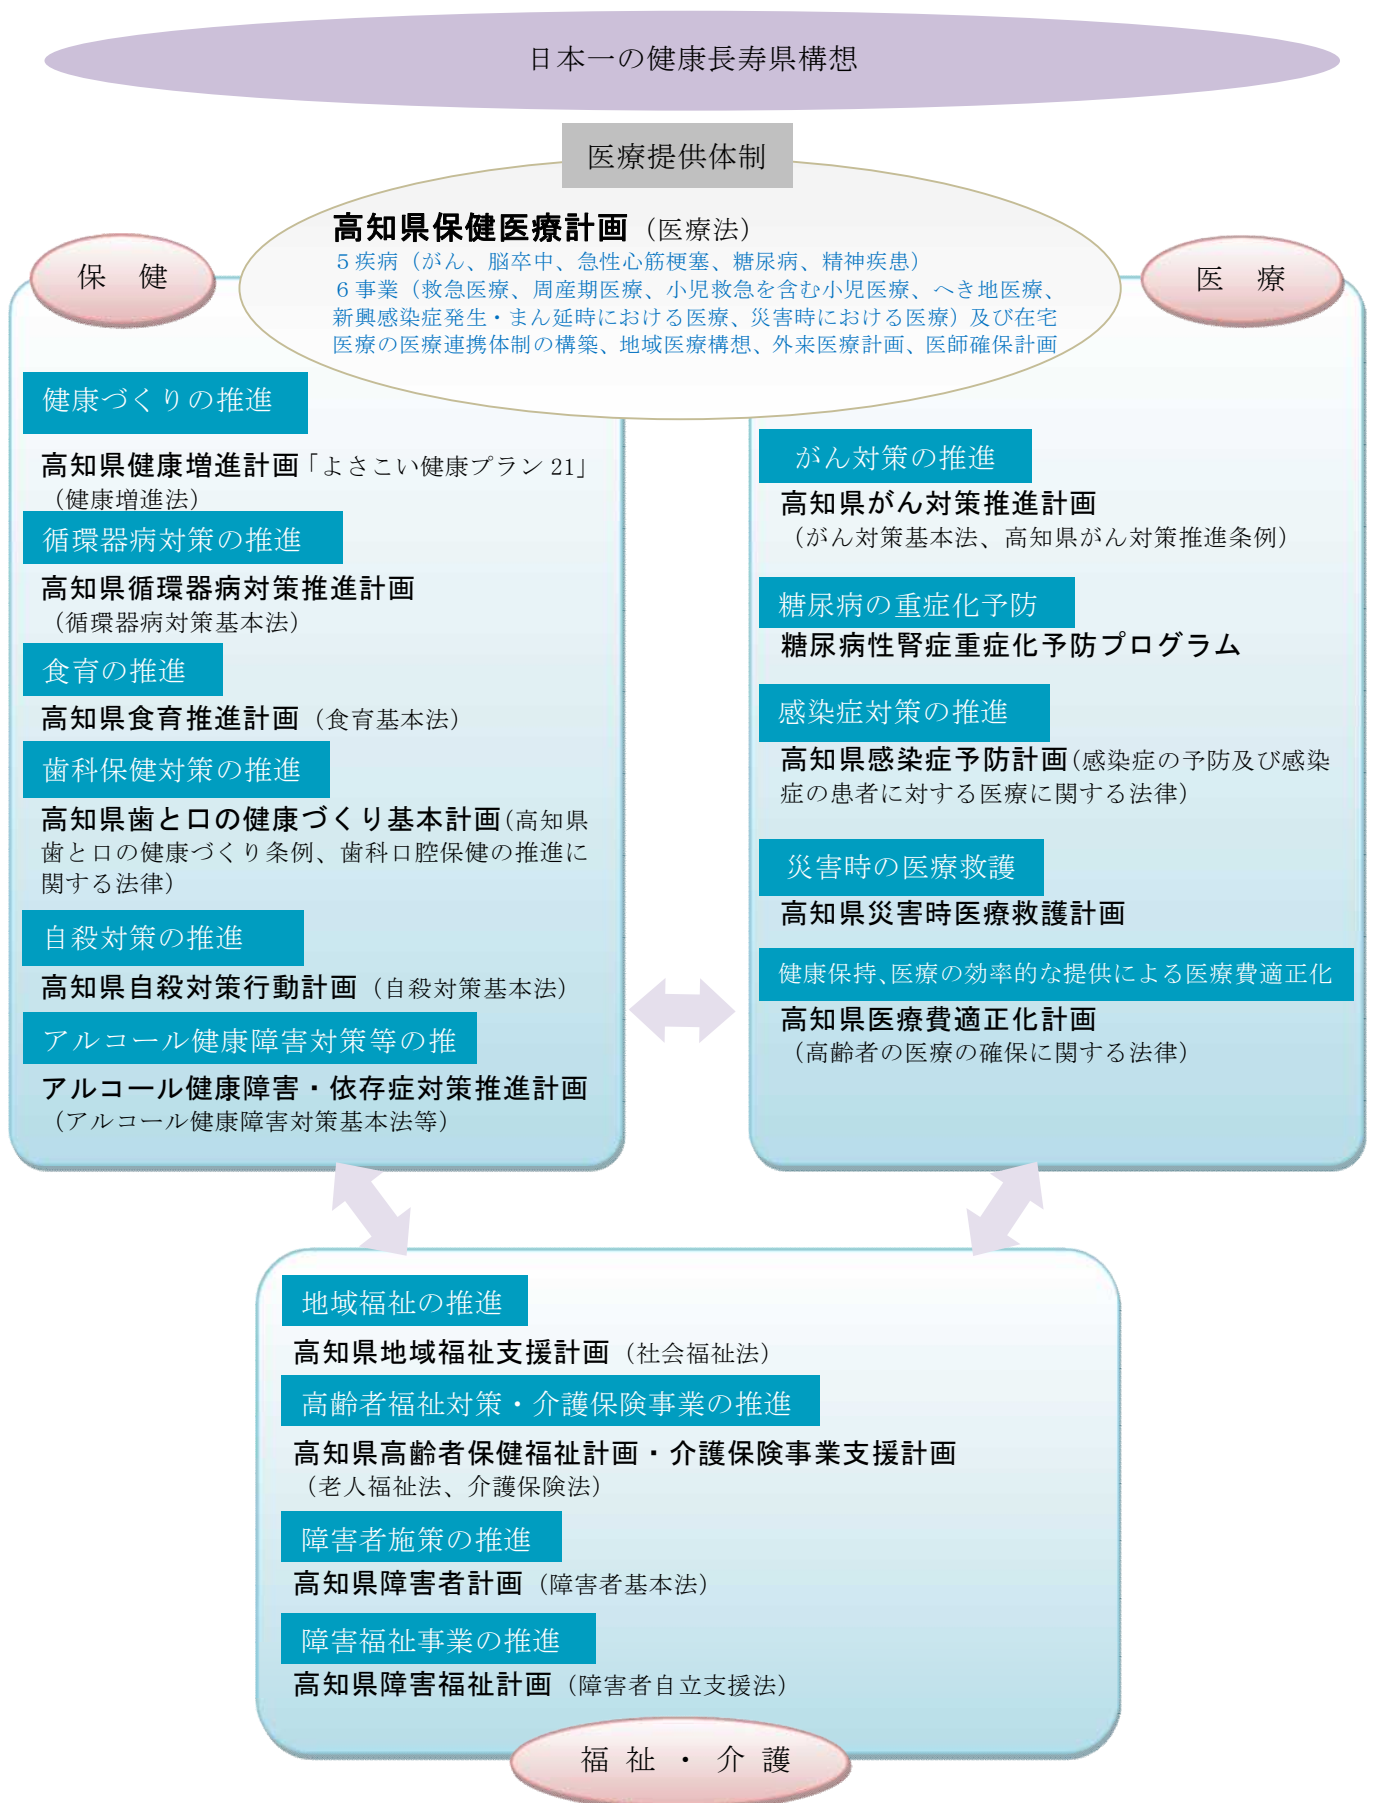 日本一の健康長寿県構想
医療提供体制
高知県保健医療計画（医療法）
５疾病（がん、脳卒中、急性心筋梗塞、糖尿病、精神疾患）
６事業（救急医療、周産期医療、小児救急を含む小児医療、へき地医療、
新興感染症発生・まん延時における医療、災害時における医療）及び在宅
医療の医療連携体制の構築、地域医療構想、外来医療計画、医師確保計画
保　健
健康づくりの推進
高知県健康増進計画「よさこい健康プラン 21」
（健康増進法）
循環器病対策の推進
高知県循環器病対策推進計画
（循環器病対策基本法）
食育の推進
高知県食育推進計画（食育基本法）
歯科保健対策の推進
高知県歯と口の健康づくり基本計画（高知県
歯と口の健康づくり条例、歯科口腔保健の推進に
関する法律）
自殺対策の推進
高知県自殺対策行動計画（自殺対策基本法）
アルコール健康障害対策等の推
アルコール健康障害・依存症対策推進計画
（アルコール健康障害対策基本法等）
医　療
がん対策の推進
高知県がん対策推進計画
（がん対策基本法、高知県がん対策推進条例）
糖尿病の重症化予防
糖尿病性腎症重症化予防プログラム
感染症対策の推進
高知県感染症予防計画（感染症の予防及び感染
症の患者に対する医療に関する法律）
災害時の医療救護
高知県災害時医療救護計画
健康保持、医療の効率的な提供による医療費適正化
高知県医療費適正化計画
（高齢者の医療の確保に関する法律）
地域福祉の推進
高知県地域福祉支援計画（社会福祉法）
高齢者福祉対策・介護保険事業の推進
高知県高齢者保健福祉計画・介護保険事業支援計画
（老人福祉法、介護保険法）
障害者施策の推進
高知県障害者計画（障害者基本法）
障害福祉事業の推進
高知県障害福祉計画（障害者自立支援法）
福 祉 ・ 介 護